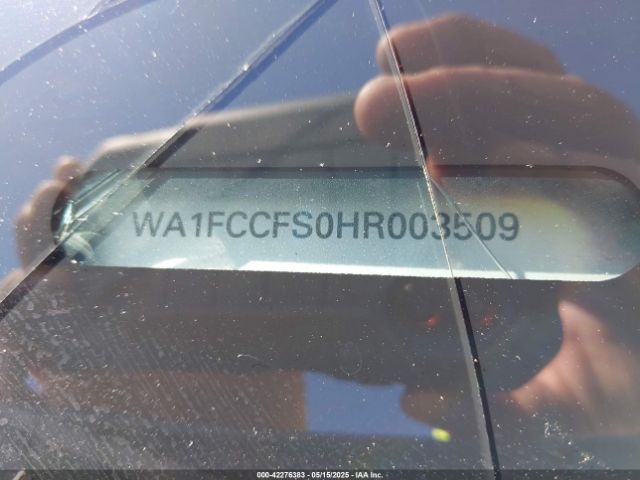 WA1FCCFS0HR003509
000-42276383 - 05/15/2025 - IAA Inc.